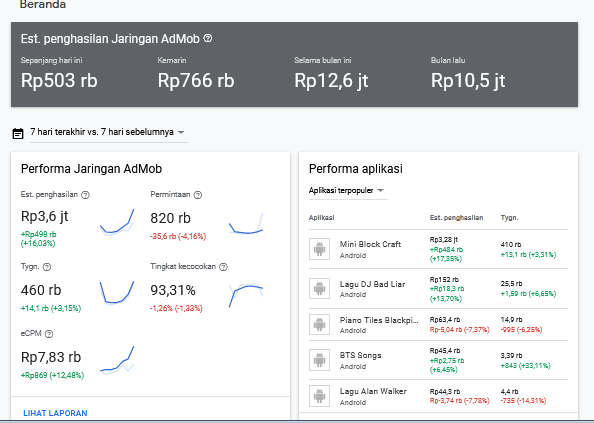 Beranda
Est. penghasilan Jaringan AdMob
Sepanjang hari ini
Kemarin
Selama bulan ini
Bulan lalu
Rp503 rb
Rp766 rb
Rp12,6 jt
Rp10,5 jt
7 hari terakhir vs. 7 hari sebelumnya
Performa Jaringan AdMob
Est. penghasilan
Rp3,6 jt
+Rp498 rb
(+16,03%)
Permintaan
820 rb
-35,6 rb (-4,16%)
Tygn.
460 rb
+14,1 rb (+3,15%)
Tingkat kecocokan
93,31%
-1,26% (-1,33%)
eCPM
Rp7,83 rb
+Rp869 (+12,48%)
LIHAT LAPORAN
Performa aplikasi
Aplikasi terpopuler
Aplikasi
Est. penghasilan
Tygn.
Mini Block Craft
Android
Rp3,28 jt
+Rp484 rb
(+17,35%)
410 rb
+13,1 rb (+3,31%)
Lagu DJ Bad Liar
Android
Rp152 rb
+Rp18,3 rb
(+13,70%)
25,5 rb
+1,59 rb (+6,65%)
Piano Tiles Blackpi...
Android
Rp63,4 rb
Rp-5,04 rb (-7,37%)
14,9 rb
-995 (-6,25%)
BTS Songs
Android
Rp45,4 rb
+Rp2,75 rb
(+6,45%)
3,39 rb
+843 (+33,11%)
Lagu Alan Walker
Android
Rp44,3 rb
Rp-3,74 rb (-7,78%)
4,4 rb
-735 (-14,31%)